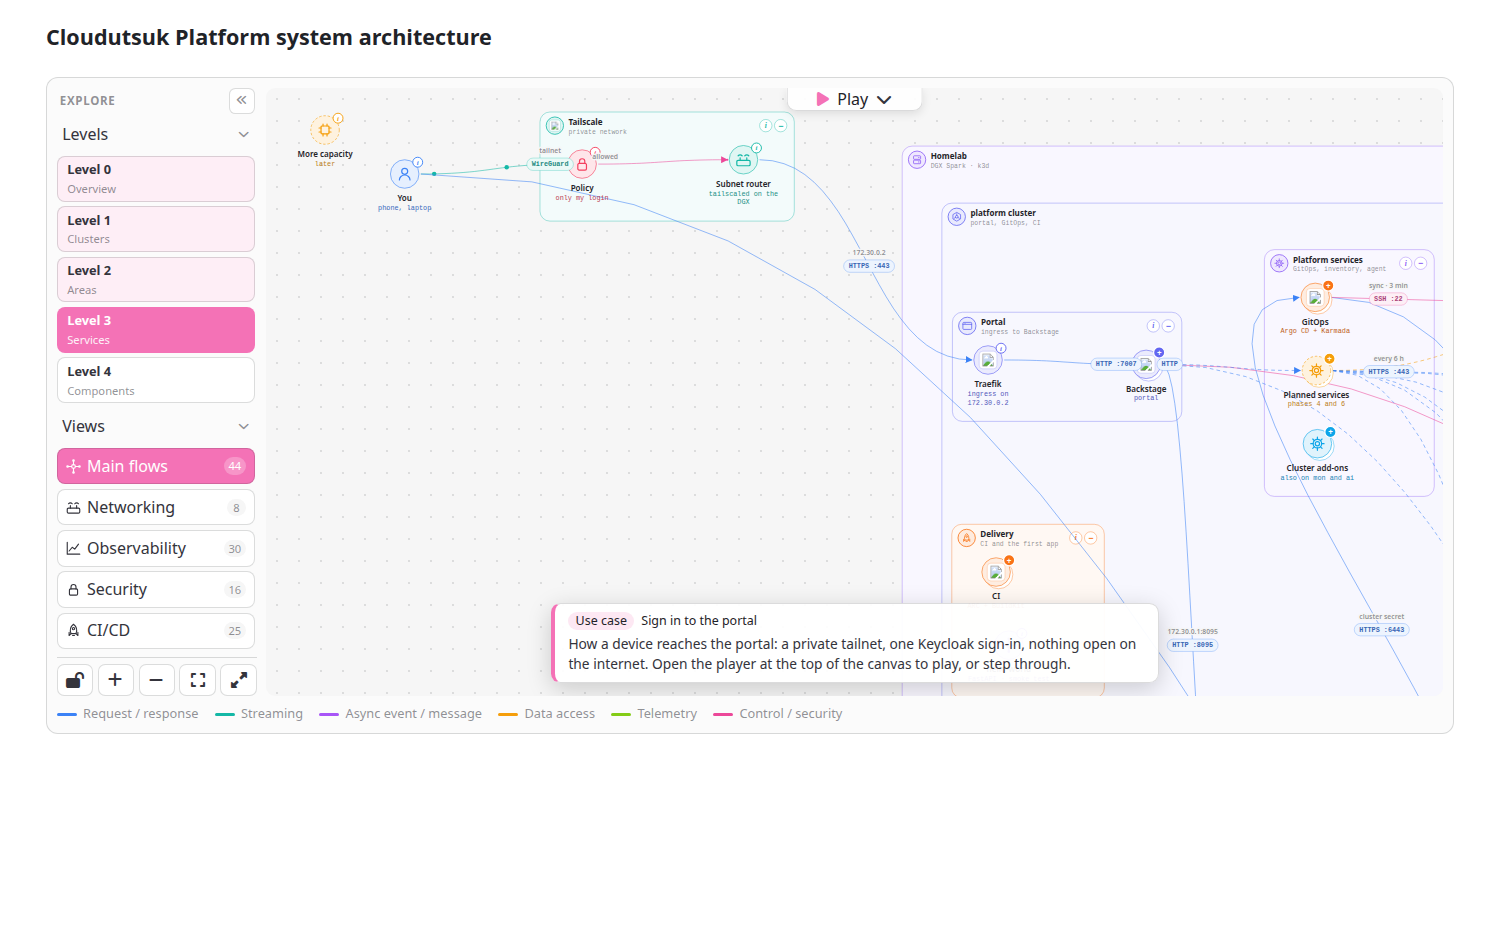 Cloudutsuk Platform system architecture
EXPLORE
Levels
Level 0
Overview
Level 1
Clusters
Level 2
Areas
Level 3
Services
Level 4
Components
Views
Main flows 44
Networking 8
Observability 30
Security 16
CI/CD 25
Play
More capacity
later
You
phone, laptop
Tailscale
private network
tailnet
WireGuard
allowed
Policy
only my login
Subnet router
tailscaled on the
DGX
172.30.0.2
HTTPS :443
Homelab
DGX Spark · k3d
platform cluster
portal, GitOps, CI
Portal
ingress to Backstage
Traefik
ingress on
172.30.0.2
HTTP :7007
HTTP
Backstage
portal
Platform services
GitOps, inventory, agent
sync · 3 min
SSH :22
GitOps
Argo CD + Karmada
every 6 h
HTTPS :443
Planned services
phases 4 and 6
Cluster add-ons
also on mon and ai
Delivery
CI and the first app
CI
172.30.0.1:8095
HTTP :8095
cluster secret
HTTPS :6443
Use case Sign in to the portal
How a device reaches the portal: a private tailnet, one Keycloak sign-in, nothing open on
the internet. Open the player at the top of the canvas to play, or step through.
Request / response
Streaming
Async event / message
Data access
Telemetry
Control / security